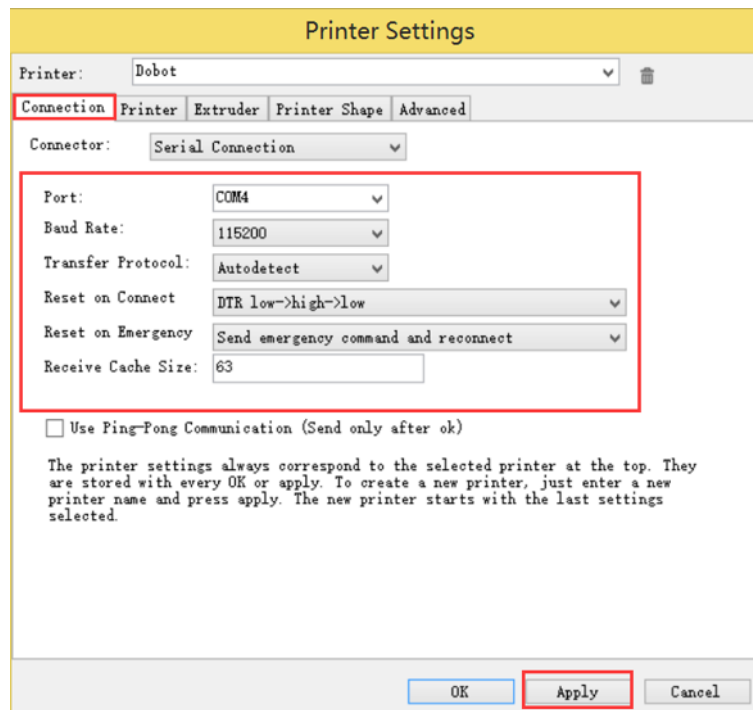 Printer Settings
Printer: Dobot
Connection Printer Extruder Printer Shape Advanced
Connector: Serial Connection
Port: COM4
Baud Rate: 115200
Transfer Protocol: Autodetect
Reset on Connect DTR low->high->low
Reset on Emergency Send emergency command and reconnect
Receive Cache Size: 63
Use Ping-Pong Communication (Send only after ok)
The printer settings always correspond to the selected printer at the top. They
are stored with every OK or apply. To create a new printer, just enter a new
printer name and press apply. The new printer starts with the last settings
selected.
OK Apply Cancel